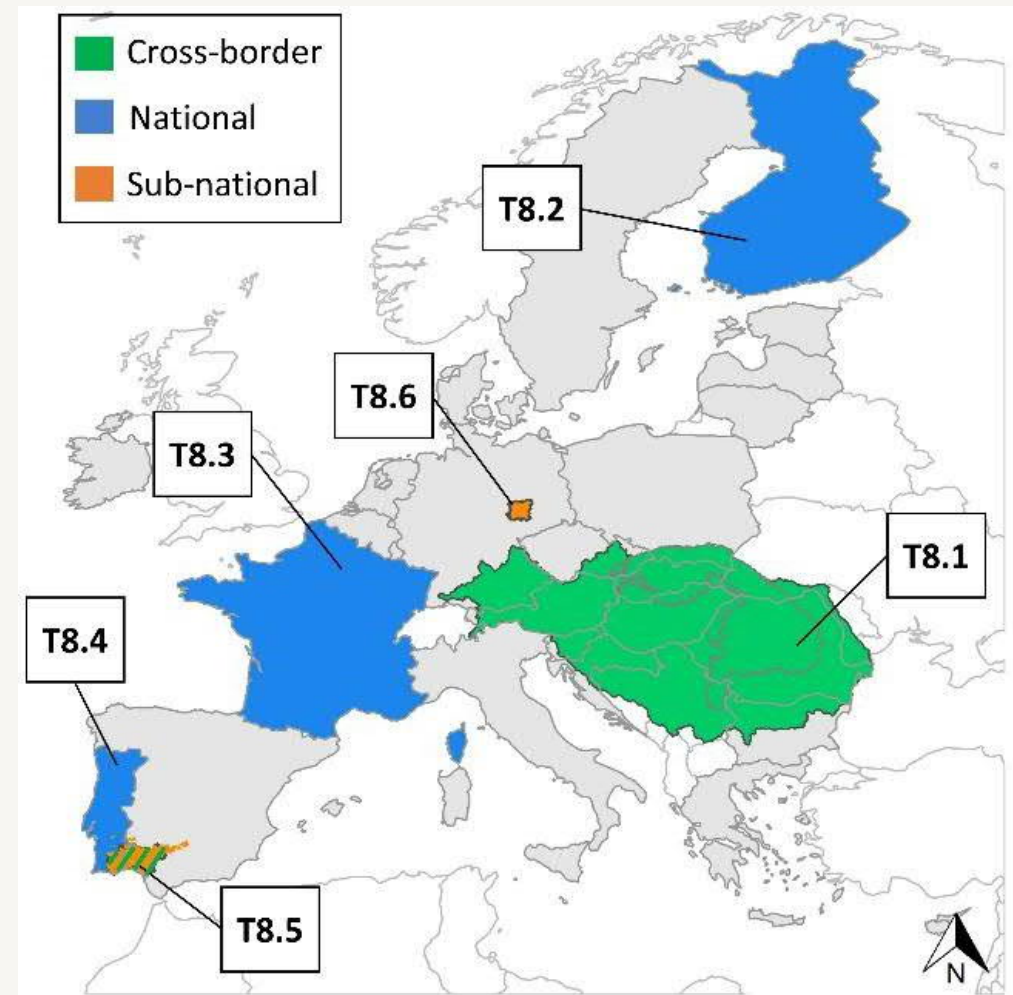 Cross-border
National
Sub-national
T8.2
T8.6
T8.3
T8.1
T8.4
T8.5
N